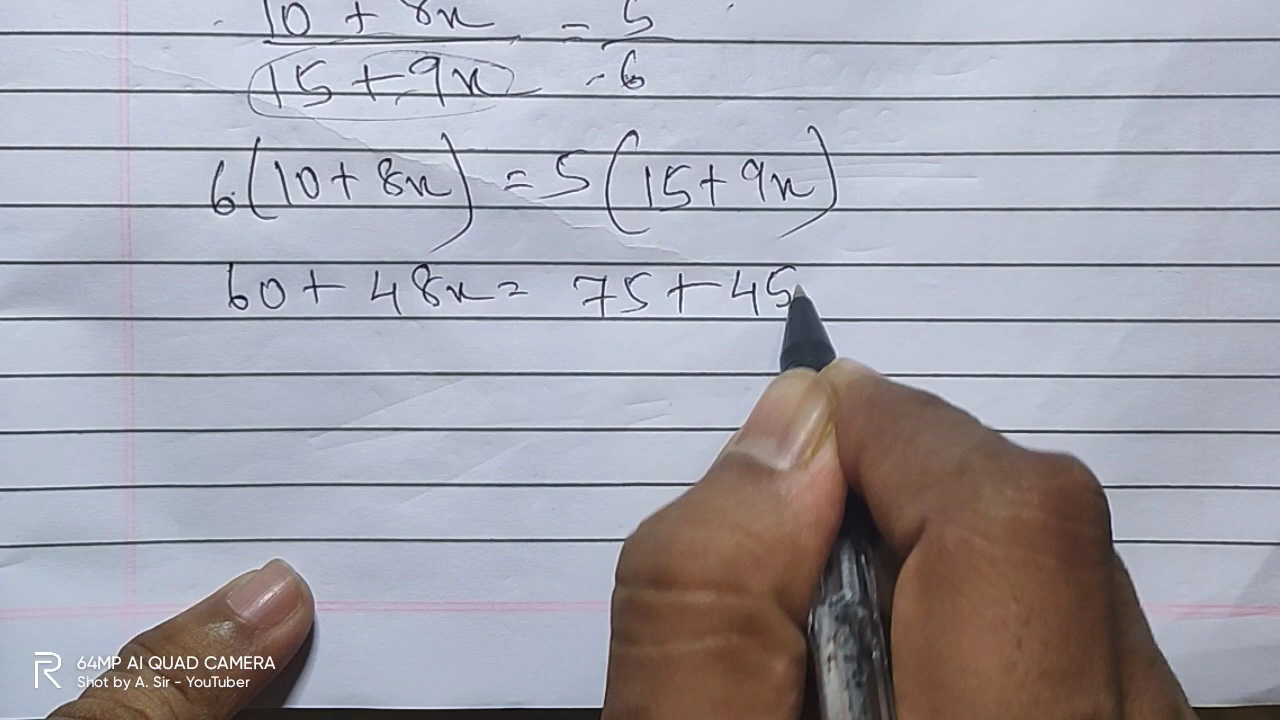 10 + 8x = 5
15 + 9x 6
6(10 + 8x) = 5(15 + 9x)
60 + 48x = 75 + 45
R 64MP AI QUAD CAMERA
Shot by A. Sir - YouTuber